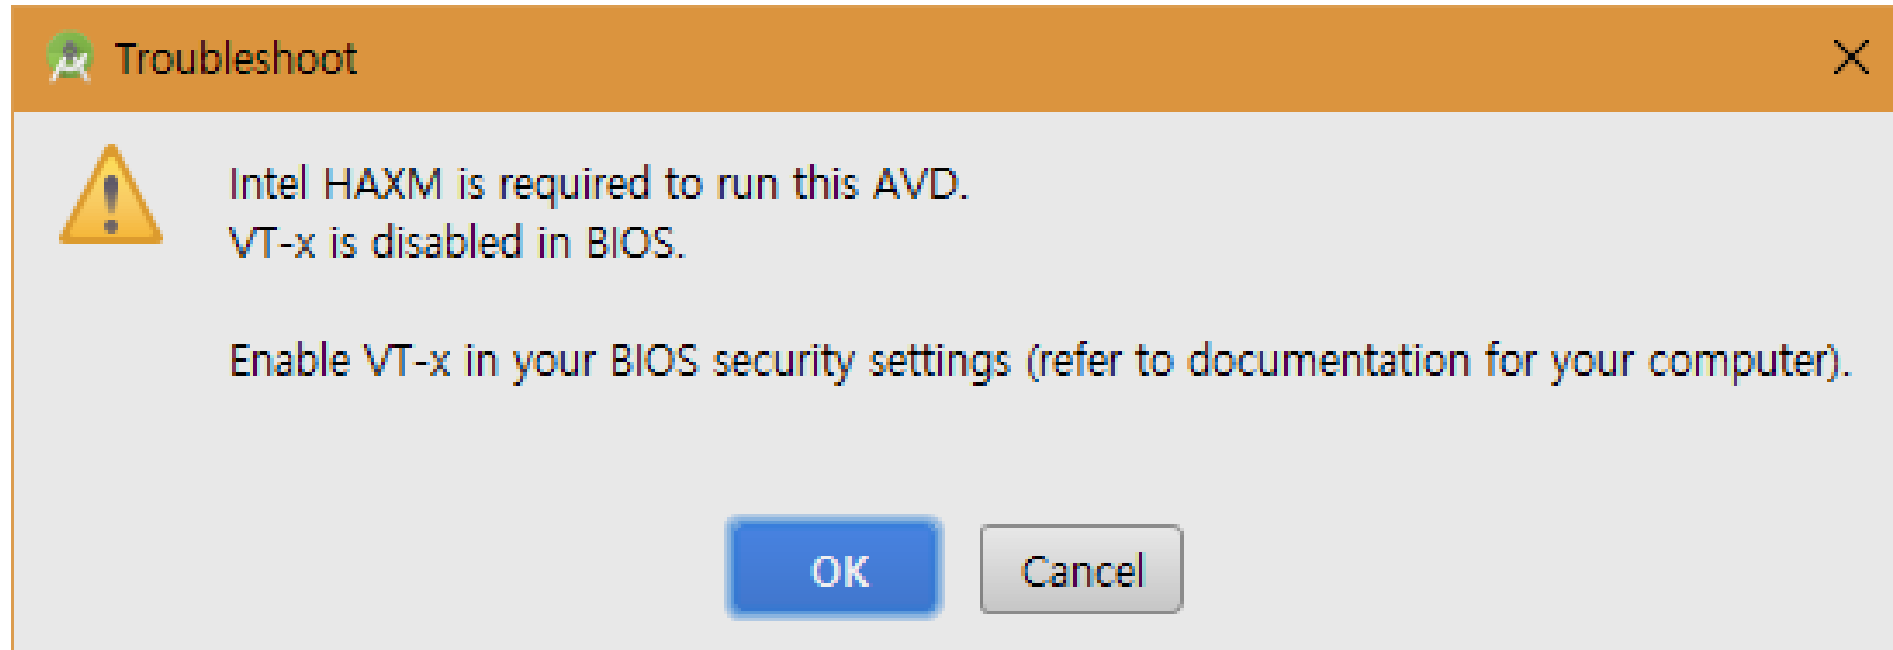 Troubleshoot
Intel HAXM is required to run this AVD.
VT-x is disabled in BIOS.
Enable VT-x in your BIOS security settings (refer to documentation for your computer).
OK
Cancel